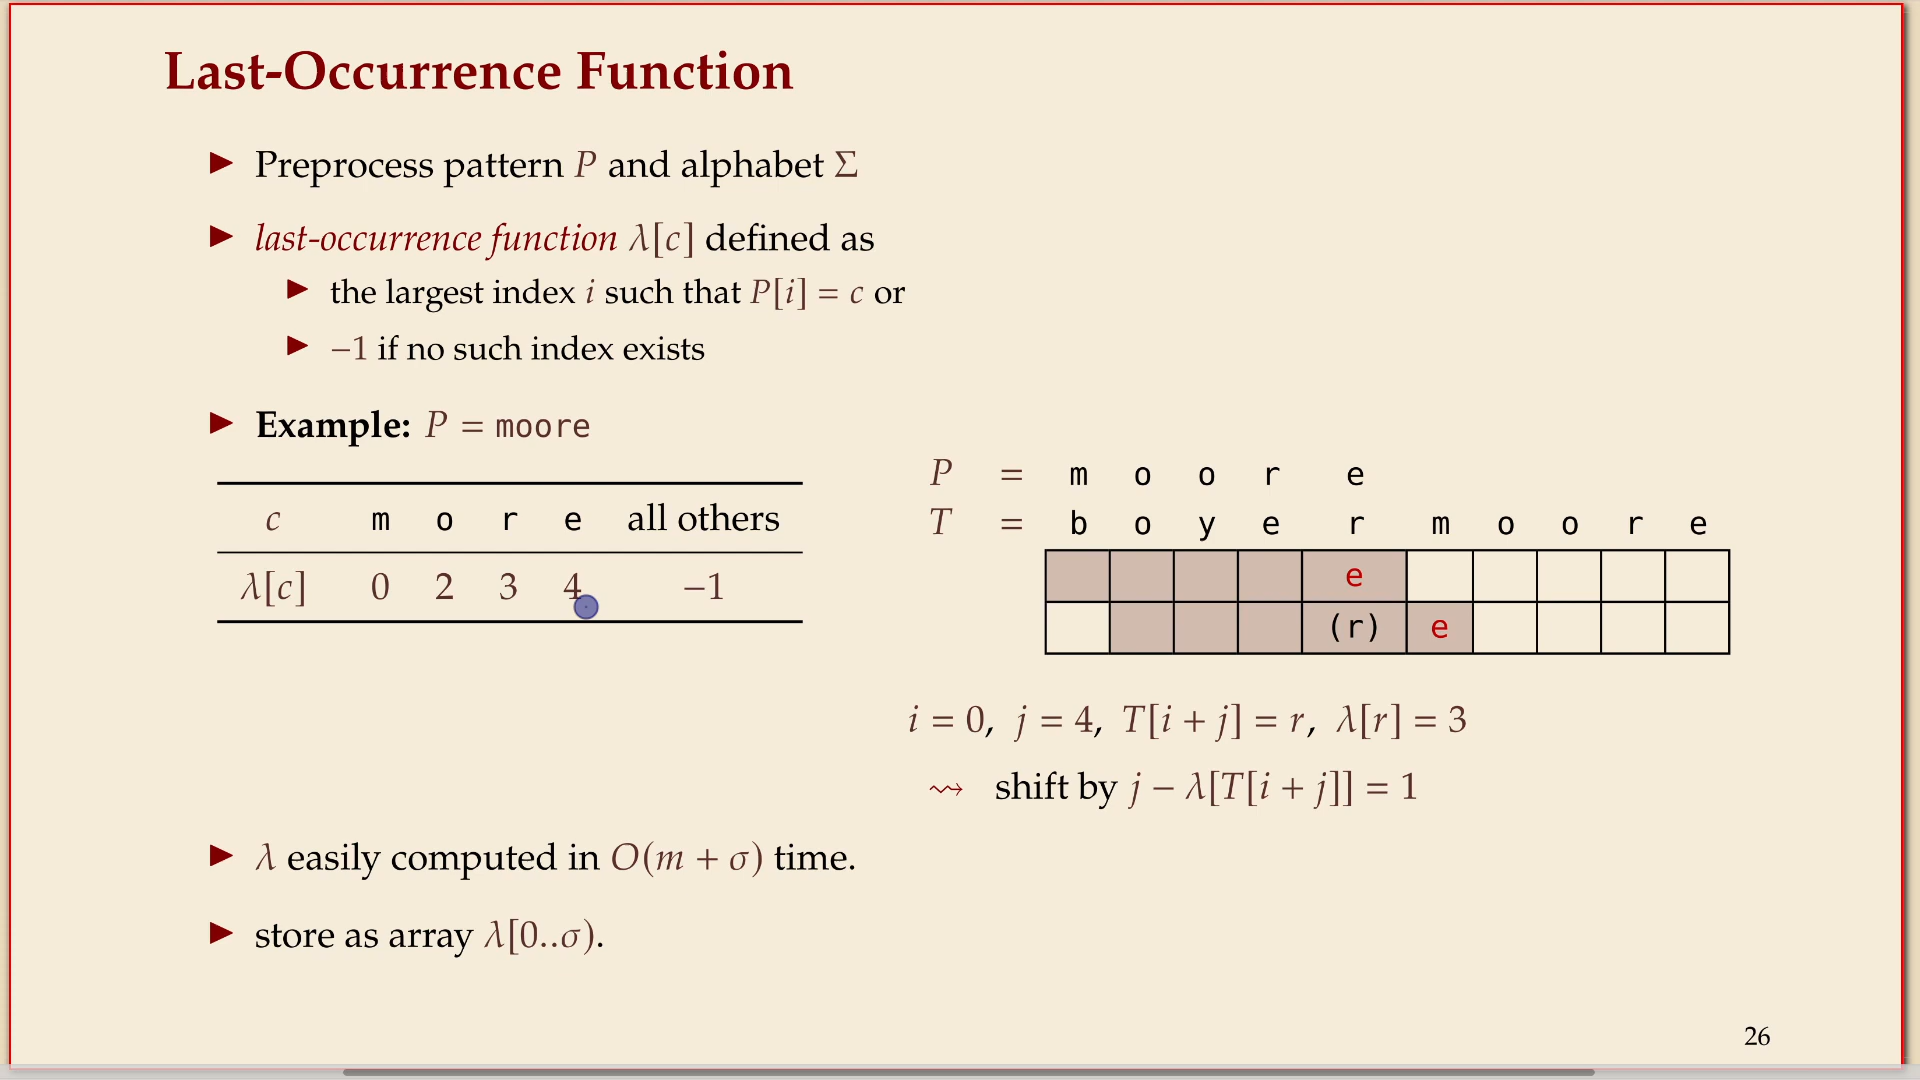 Last-Occurrence Function
▶ Preprocess pattern P and alphabet Σ
▶ last-occurrence function λ[c] defined as
▶ the largest index i such that P[i] = c or
▶ −1 if no such index exists
▶ Example: P = moore
c m o r e all others
λ[c] 0 2 3 4 −1
P = m o o r e
T = b o y e r m o o r e
e
(r) e
i = 0, j = 4, T[i + j] = r, λ[r] = 3
⇝ shift by j − λ[T[i + j]] = 1
▶ λ easily computed in O(m + σ) time.
▶ store as array λ[0..σ).
26